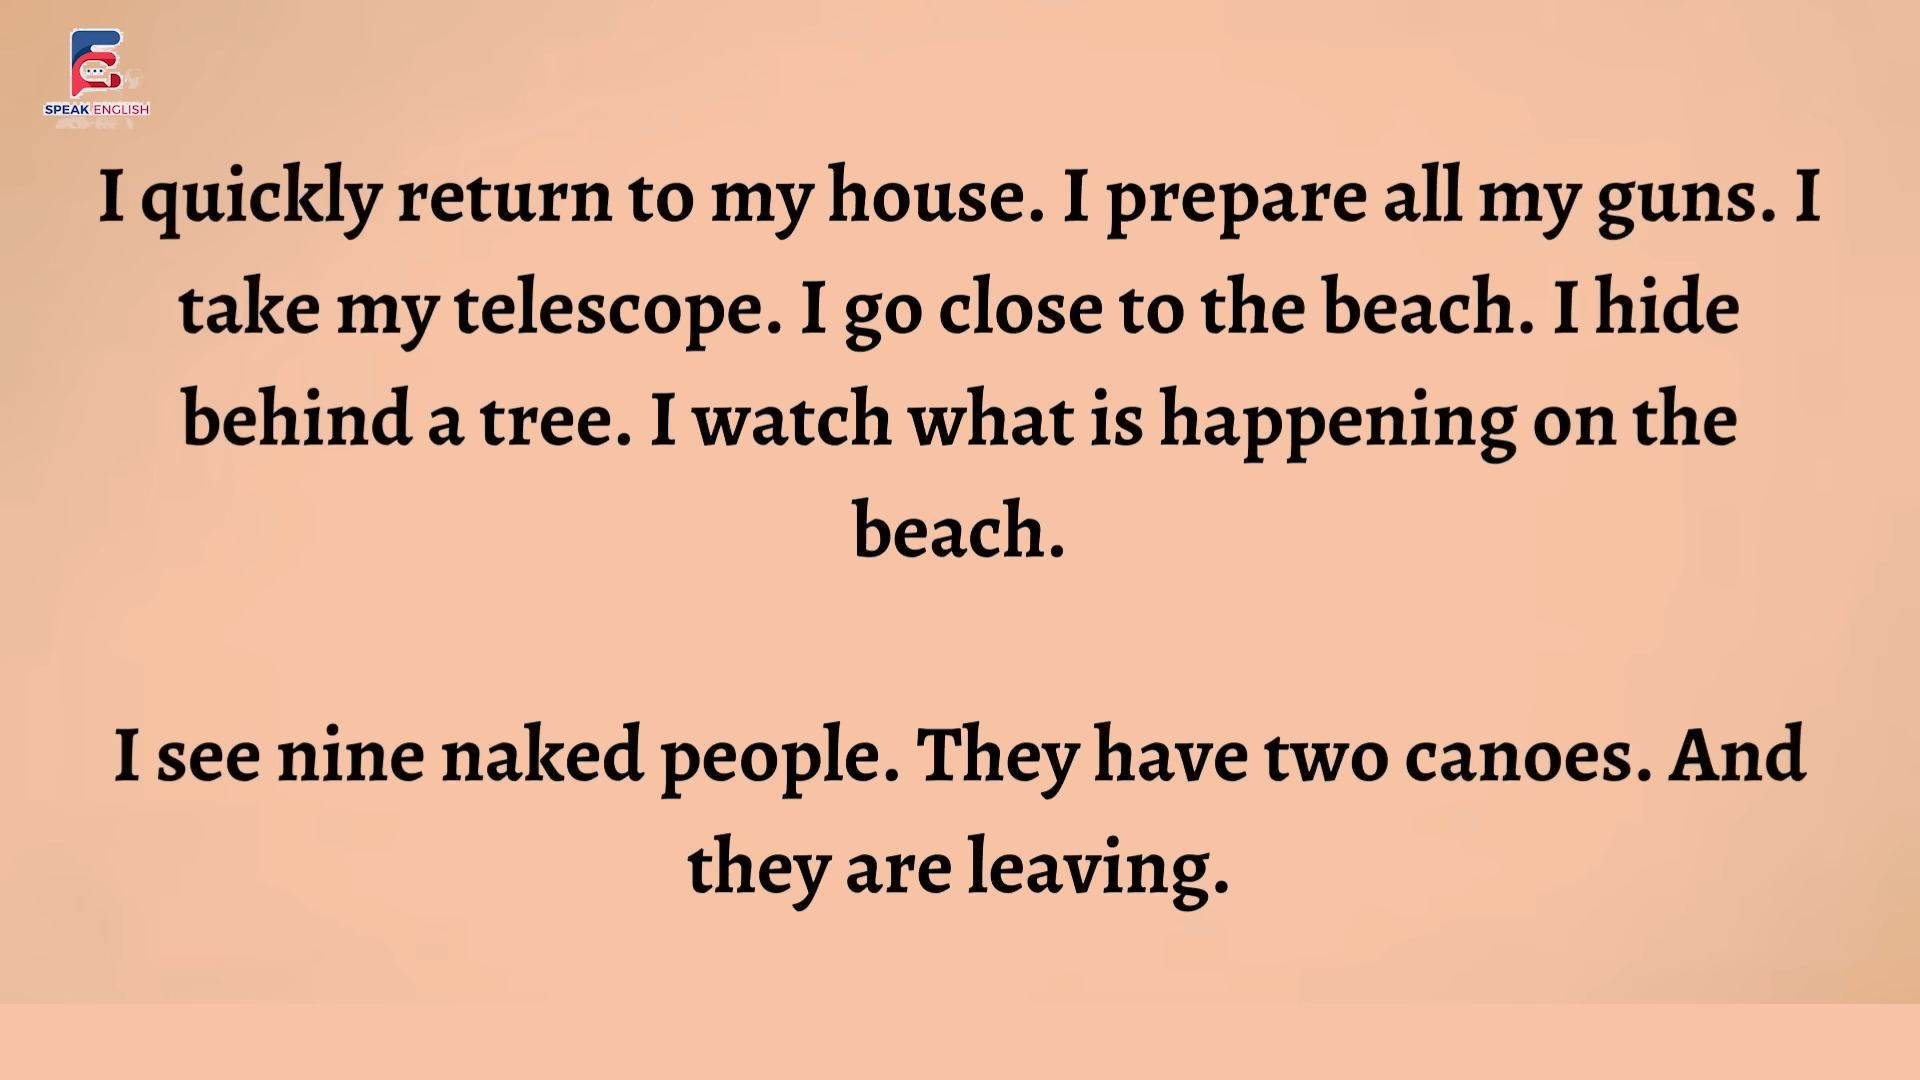 SPEAK ENGLISH
I quickly return to my house. I prepare all my guns. I
take my telescope. I go close to the beach. I hide
behind a tree. I watch what is happening on the
beach.
I see nine naked people. They have two canoes. And
they are leaving.